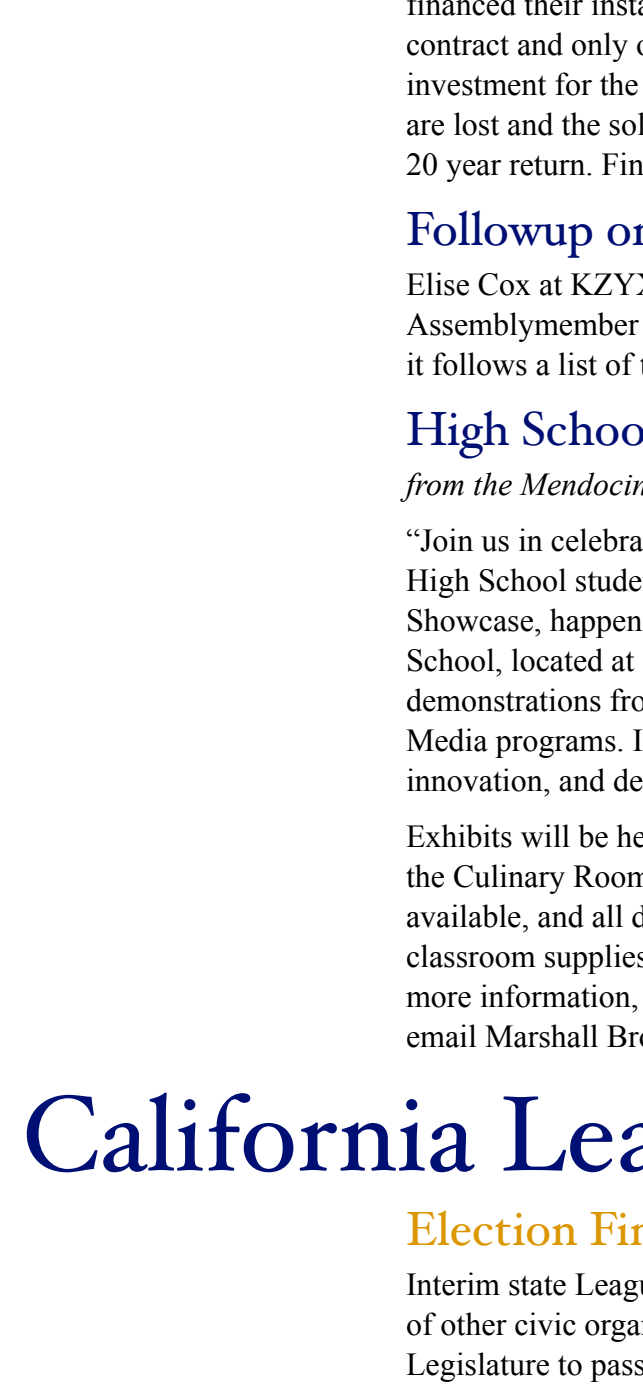 financed their insta
contract and only o
investment for the
are lost and the sol
20 year return. Fin
Followup on
Elise Cox at KZYX
Assemblymember
it follows a list of t
High Schoo
from the Mendocin
“Join us in celebra
High School studen
Showcase, happen
School, located at
demonstrations fro
Media programs. I
innovation, and de
Exhibits will be he
the Culinary Room
available, and all d
classroom supplies
more information,
email Marshall Bro
California Lea
Election Fin
Interim state Leagu
of other civic orga
Legislature to pass